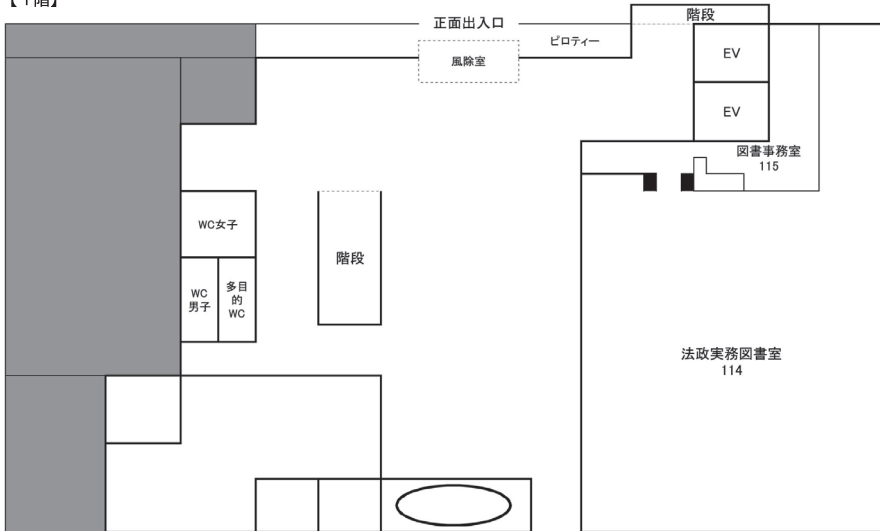 【1階】
正面出入口
階段
ピロティー
風除室
EV
EV
図書事務室
115
WC女子
階段
WC
男子
多目
的
WC
法政実務図書室
114